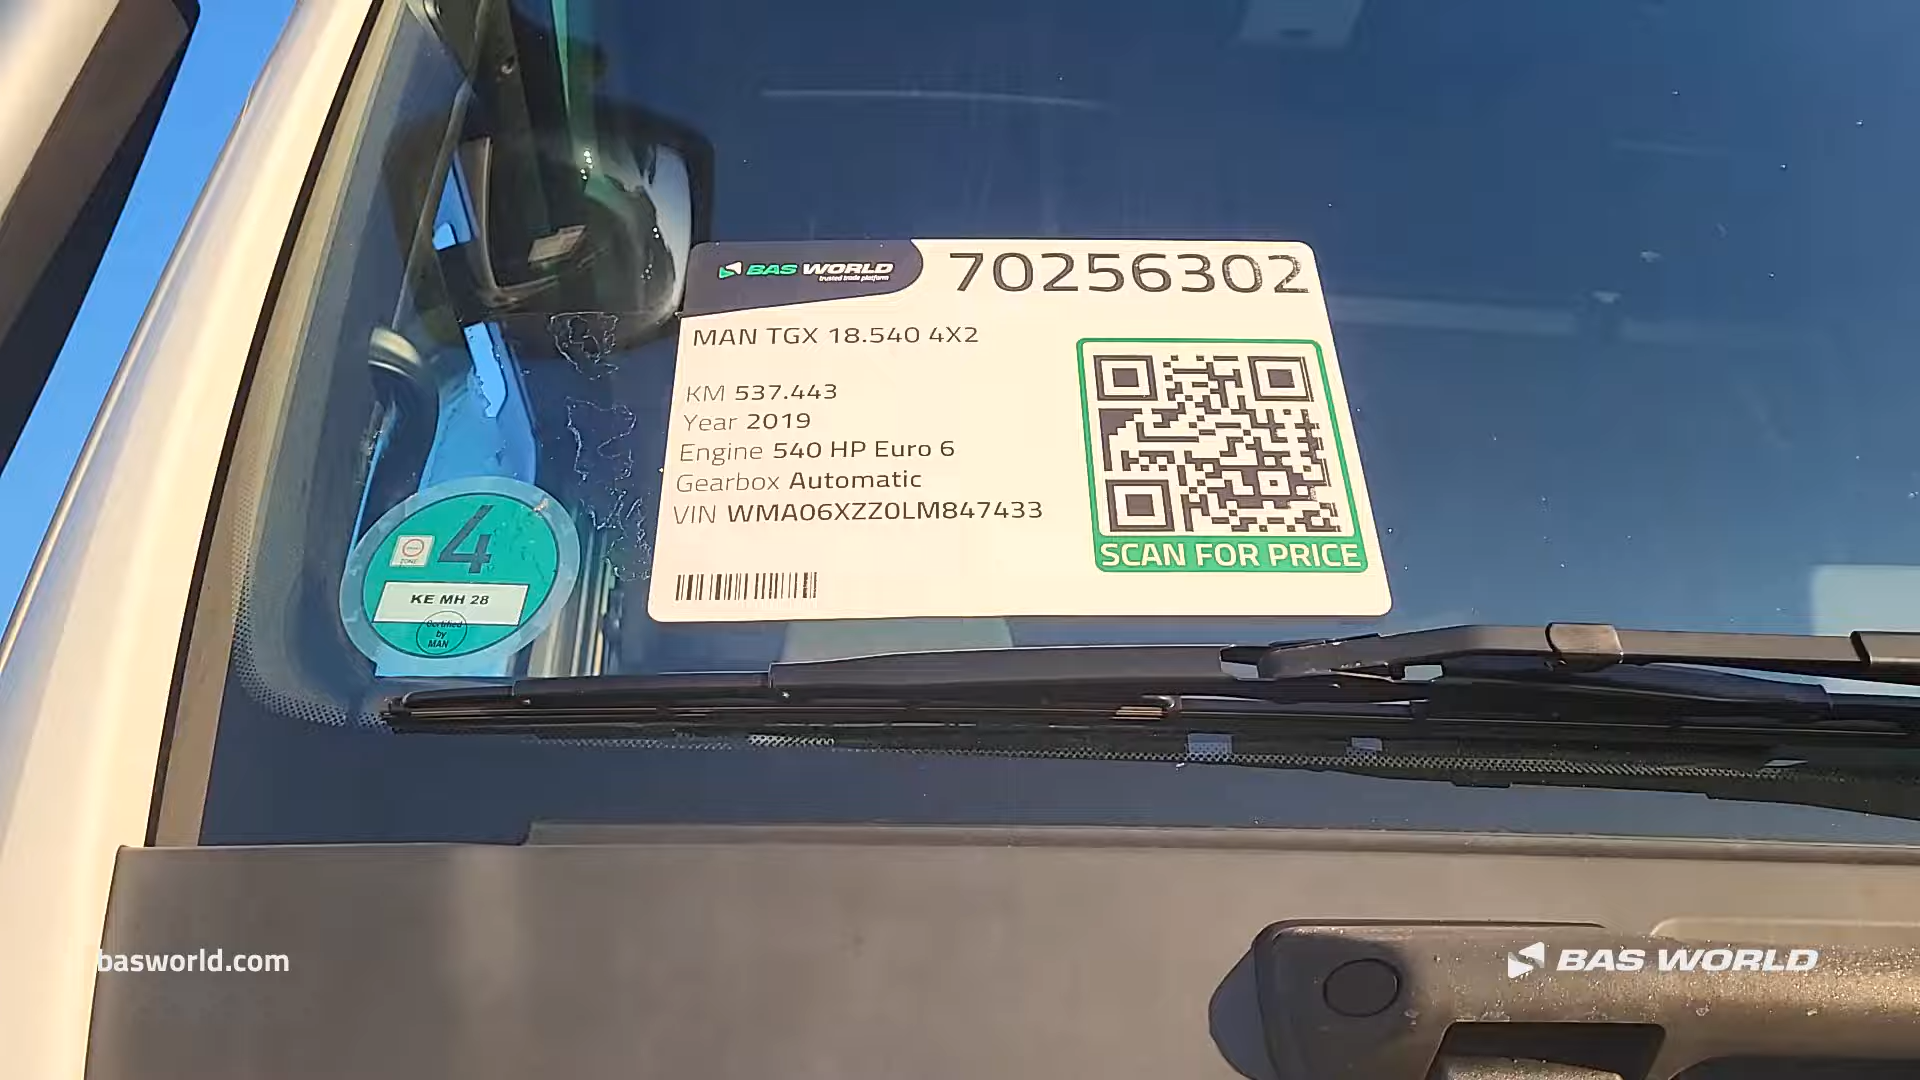 BAS WORLD
trusted trade platform
70256302
MAN TGX 18.540 4X2
KM 537.443
Year 2019
Engine 540 HP Euro 6
Gearbox Automatic
VIN WMA06XZZ0LM847433
SCAN FOR PRICE
4
ZONE
KE MH 28
Certified
by
MAN
basworld.com
BAS WORLD